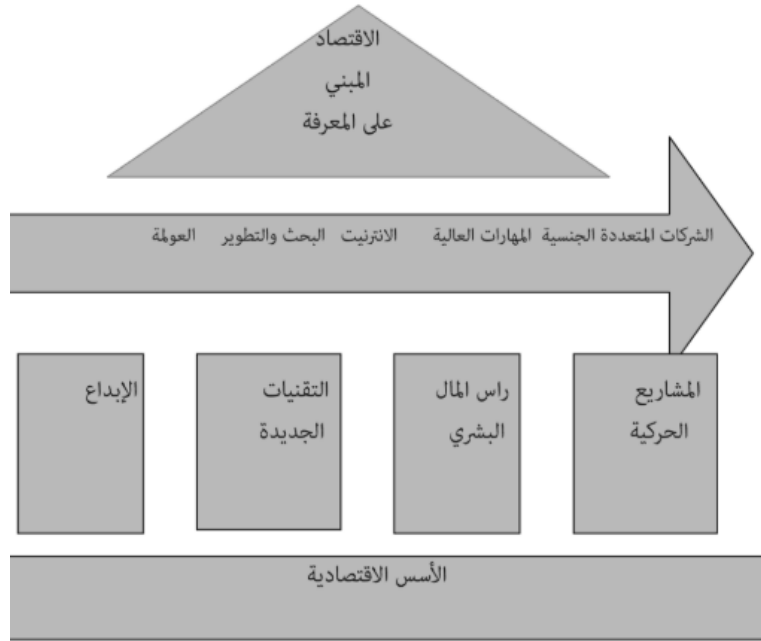 الاقتصاد
المبني
على المعرفة
الشركات المتعددة الجنسية المهارات العالية الانترنيت البحث والتطوير العولمة
المشاريع
الحركية
راس المال
البشري
التقنيات
الجديدة
الإبداع
الأسس الاقتصادية